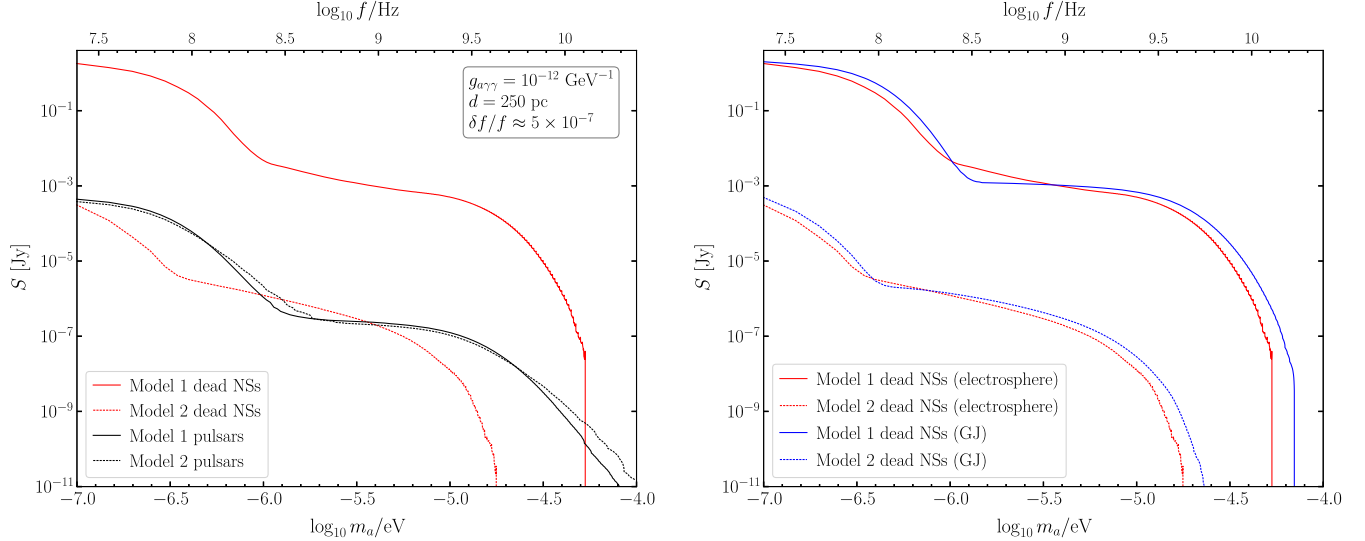 log₁₀ f/Hz
7.5 8 8.5 9 9.5 10
g_{aγγ} = 10⁻¹² GeV⁻¹
d = 250 pc
δf/f ≈ 5 × 10⁻⁷
10⁻¹
10⁻³
10⁻⁵
10⁻⁷
10⁻⁹
10⁻¹¹
S [Jy]
Model 1 dead NSs
Model 2 dead NSs
Model 1 pulsars
Model 2 pulsars
−7.0 −6.5 −6.0 −5.5 −5.0 −4.5 −4.0
log₁₀ mₐ/eV
log₁₀ f/Hz
7.5 8 8.5 9 9.5 10
10⁻¹
10⁻³
10⁻⁵
10⁻⁷
10⁻⁹
10⁻¹¹
S [Jy]
Model 1 dead NSs (electrosphere)
Model 2 dead NSs (electrosphere)
Model 1 dead NSs (GJ)
Model 2 dead NSs (GJ)
−7.0 −6.5 −6.0 −5.5 −5.0 −4.5 −4.0
log₁₀ mₐ/eV